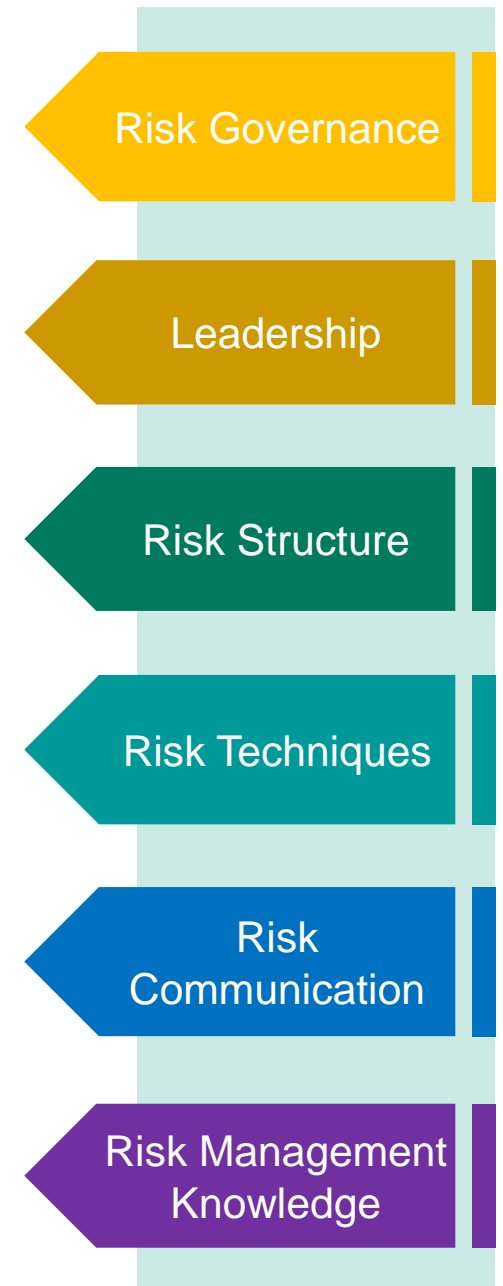 Risk Governance
Leadership
Risk Structure
Risk Techniques
Risk
Communication
Risk Management
Knowledge